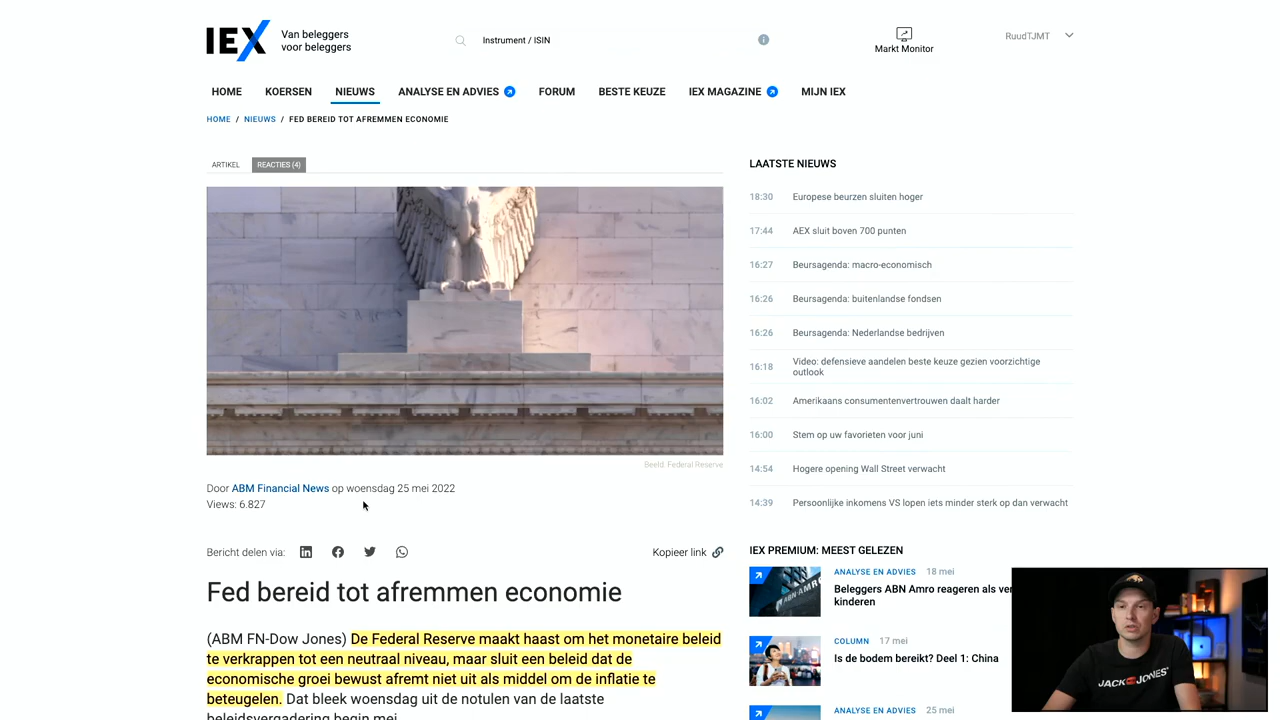 IEX
Van beleggers
voor beleggers
Instrument / ISIN
Markt Monitor
RuudTJMT
HOME
KOERSEN
NIEUWS
ANALYSE EN ADVIES
FORUM
BESTE KEUZE
IEX MAGAZINE
MIJN IEX
HOME / NIEUWS / FED BEREID TOT AFREMMEN ECONOMIE
ARTIKEL
REACTIES (4)
Beeld: Federal Reserve
Door ABM Financial News op woensdag 25 mei 2022
Views: 6.827
Bericht delen via:
Kopieer link
Fed bereid tot afremmen economie
(ABM FN-Dow Jones) De Federal Reserve maakt haast om het monetaire beleid
te verkrappen tot een neutraal niveau, maar sluit een beleid dat de
economische groei bewust afremt niet uit als middel om de inflatie te
beteugelen. Dat bleek woensdag uit de notulen van de laatste
beleidsvergadering begin mei.
LAATSTE NIEUWS
18:30 Europese beurzen sluiten hoger
17:44 AEX sluit boven 700 punten
16:27 Beursagenda: macro-economisch
16:26 Beursagenda: buitenlandse fondsen
16:26 Beursagenda: Nederlandse bedrijven
16:18 Video: defensieve aandelen beste keuze gezien voorzichtige
outlook
16:02 Amerikaans consumentenvertrouwen daalt harder
16:00 Stem op uw favorieten voor juni
14:54 Hogere opening Wall Street verwacht
14:39 Persoonlijke inkomens VS lopen iets minder sterk op dan verwacht
IEX PREMIUM: MEEST GELEZEN
ANALYSE EN ADVIES 18 mei
Beleggers ABN Amro reageren als ver
kinderen
ABN·AMRO
COLUMN 17 mei
Is de bodem bereikt? Deel 1: China
ANALYSE EN ADVIES 25 mei
JACK JONES